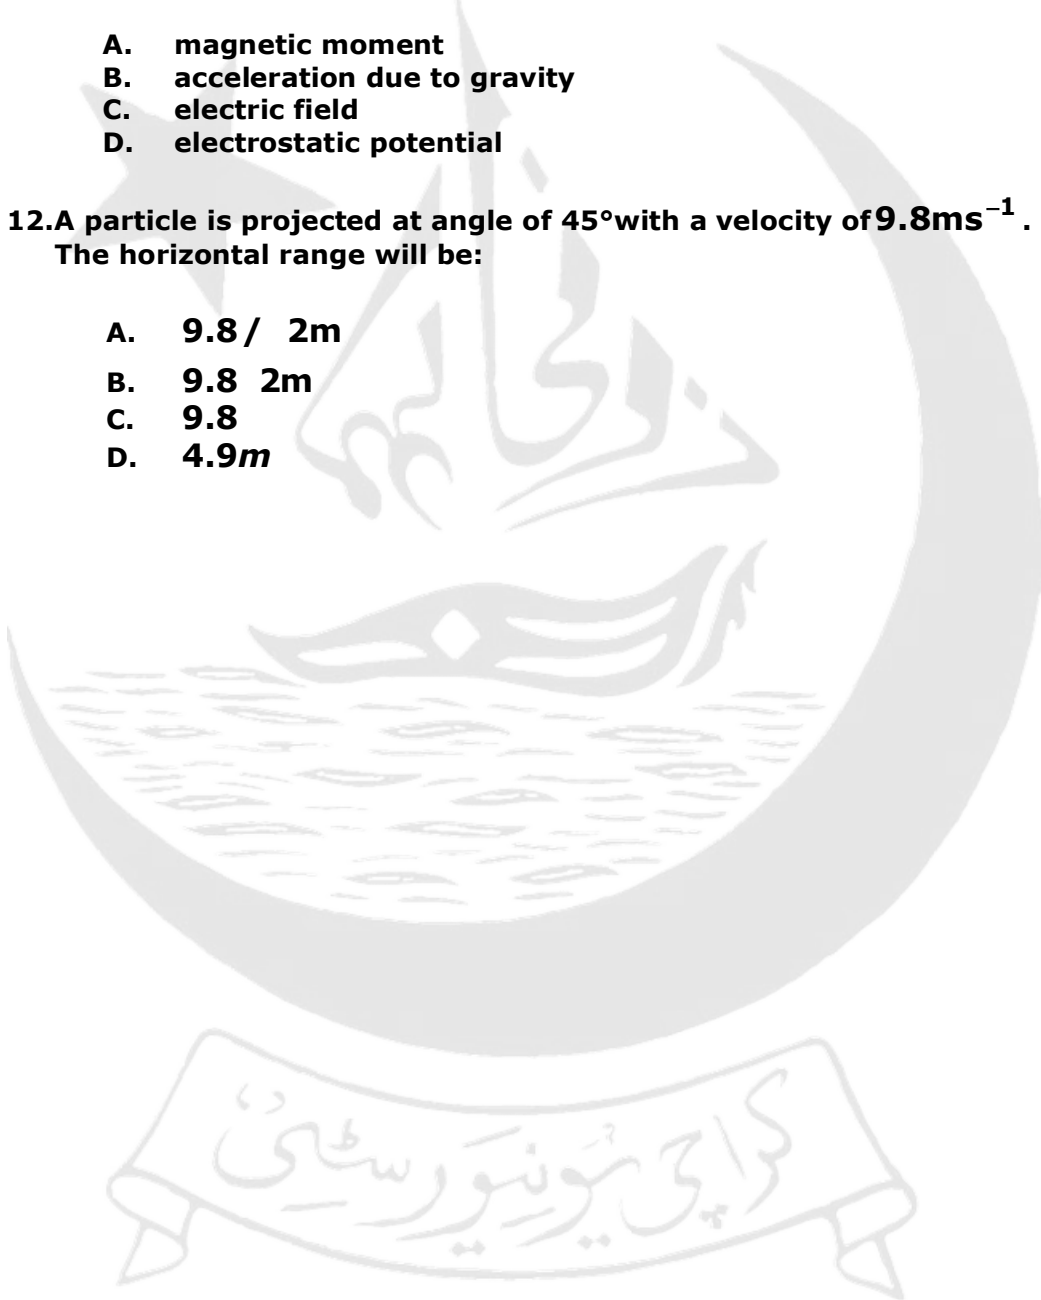 A. magnetic moment
B. acceleration due to gravity
C. electric field
D. electrostatic potential
12.A particle is projected at angle of 45°with a velocity of 9.8ms⁻¹ .
The horizontal range will be:
A. 9.8/ 2m
B. 9.8 2m
C. 9.8
D. 4.9m
کراچی یونیورسٹی